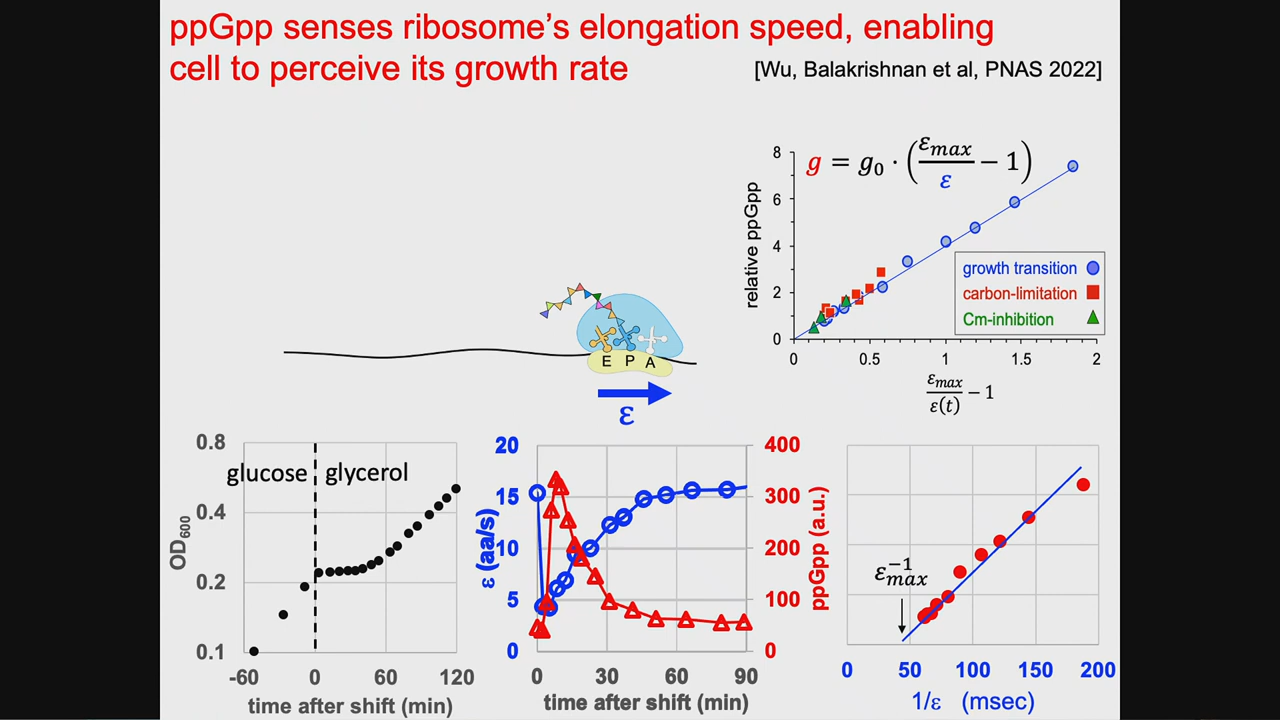 ppGpp senses ribosome's elongation speed, enabling
cell to perceive its growth rate
[Wu, Balakrishnan et al, PNAS 2022]
g = g₀ · (εmax/ε − 1)
relative ppGpp
8
6
4
2
0
growth transition
carbon-limitation
Cm-inhibition
0 0.5 1 1.5 2
εmax/ε(t) − 1
E P A
ε
0.8
0.4
0.2
0.1
OD600
glucose glycerol
-60 0 60 120
time after shift (min)
20
15
10
5
0
ε (aa/s)
400
300
200
100
0
ppGpp (a.u.)
0 30 60 90
time after shift (min)
ε⁻¹max
0 50 100 150 200
1/ε (msec)